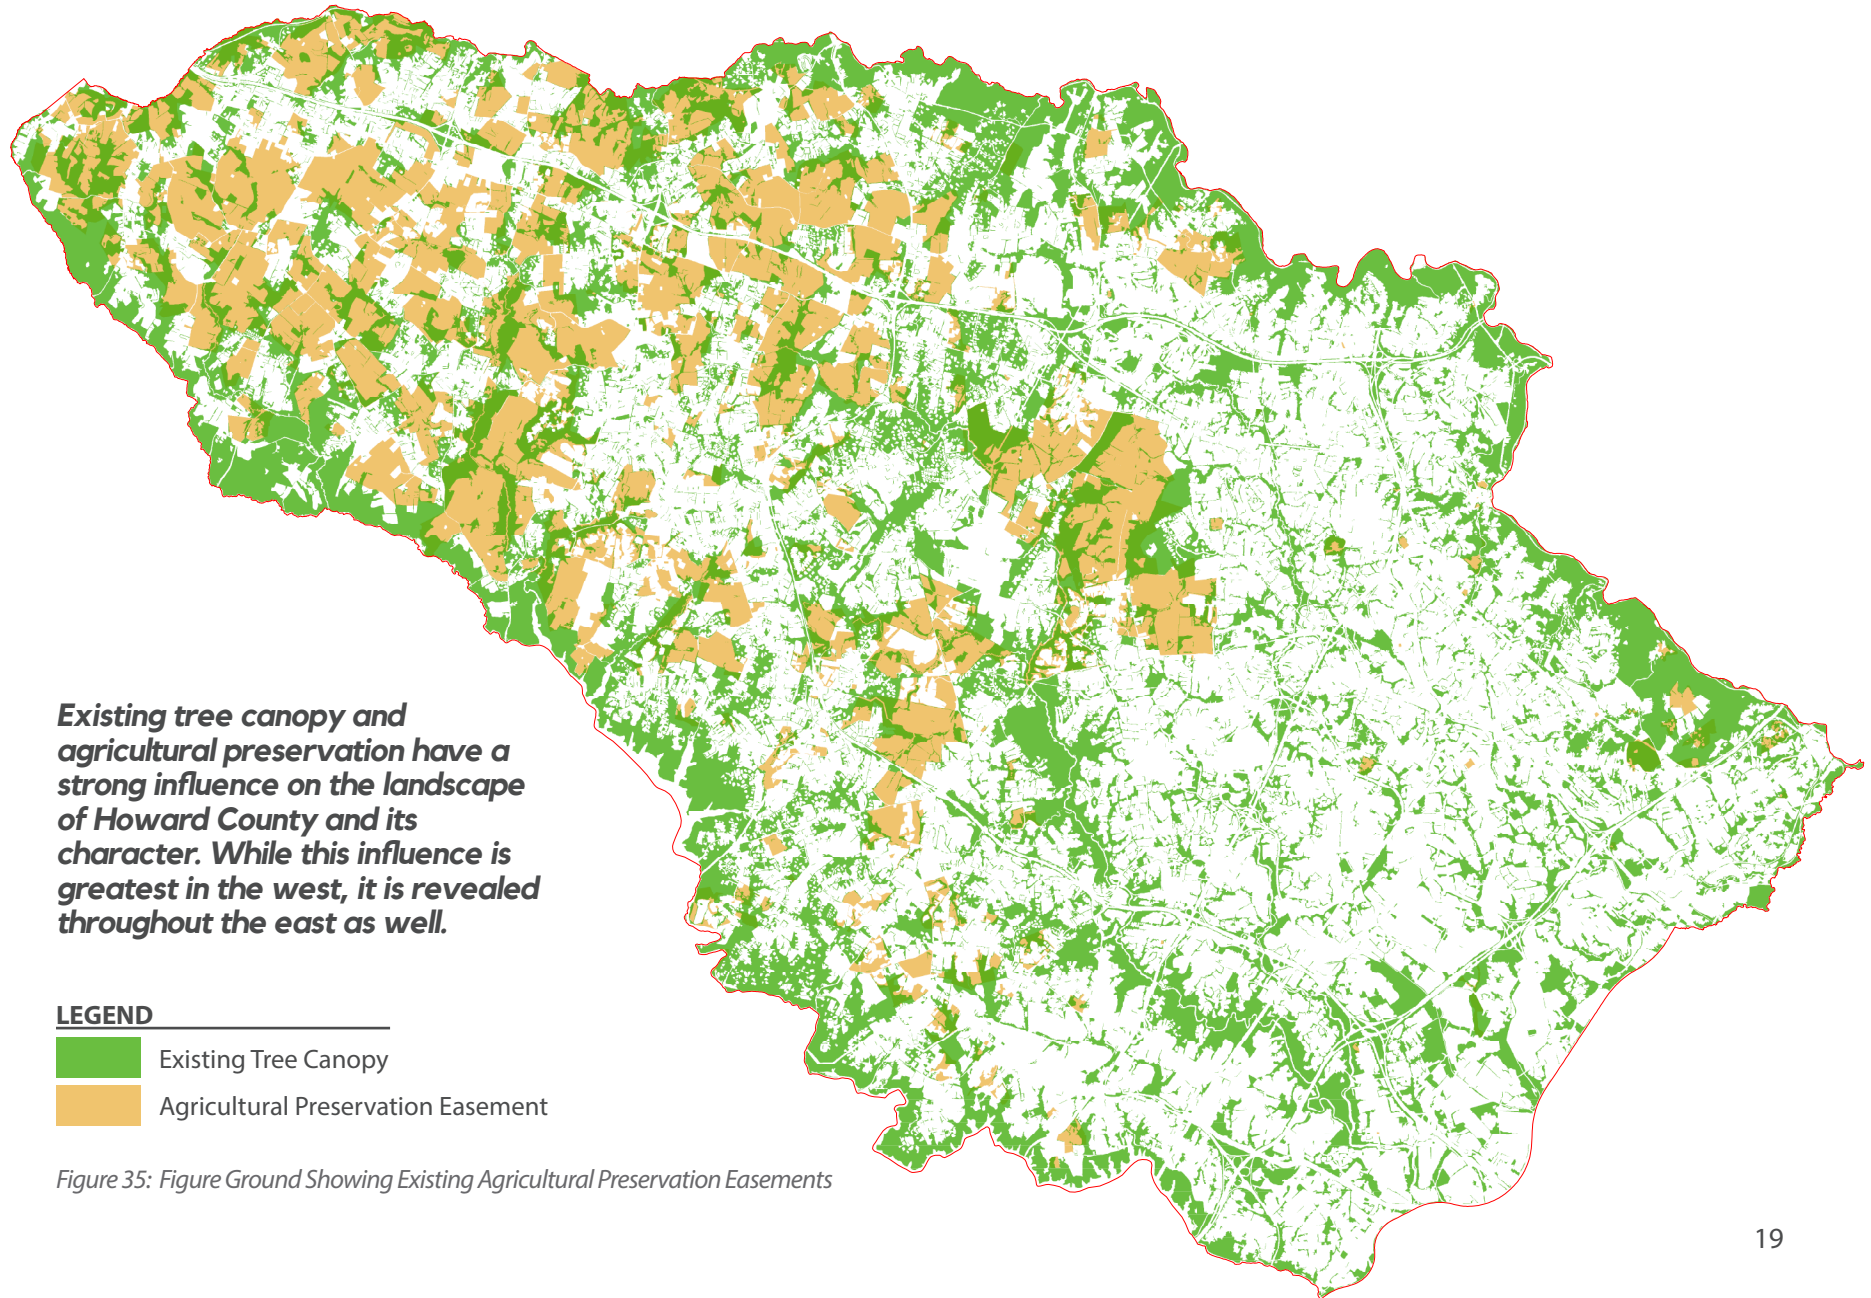 Existing tree canopy and
agricultural preservation have a
strong influence on the landscape
of Howard County and its
character. While this influence is
greatest in the west, it is revealed
throughout the east as well.
LEGEND
Existing Tree Canopy
Agricultural Preservation Easement
Figure 35: Figure Ground Showing Existing Agricultural Preservation Easements
19